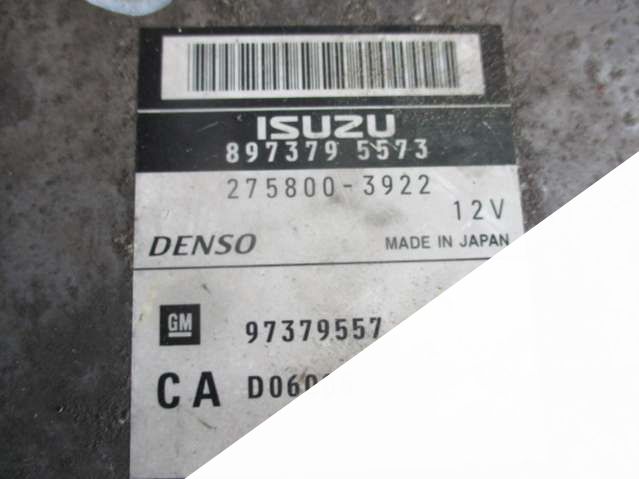 ISUZU
897379 5573
275800-3922
12V
DENSO MADE IN JAPAN
GM 97379557
CA